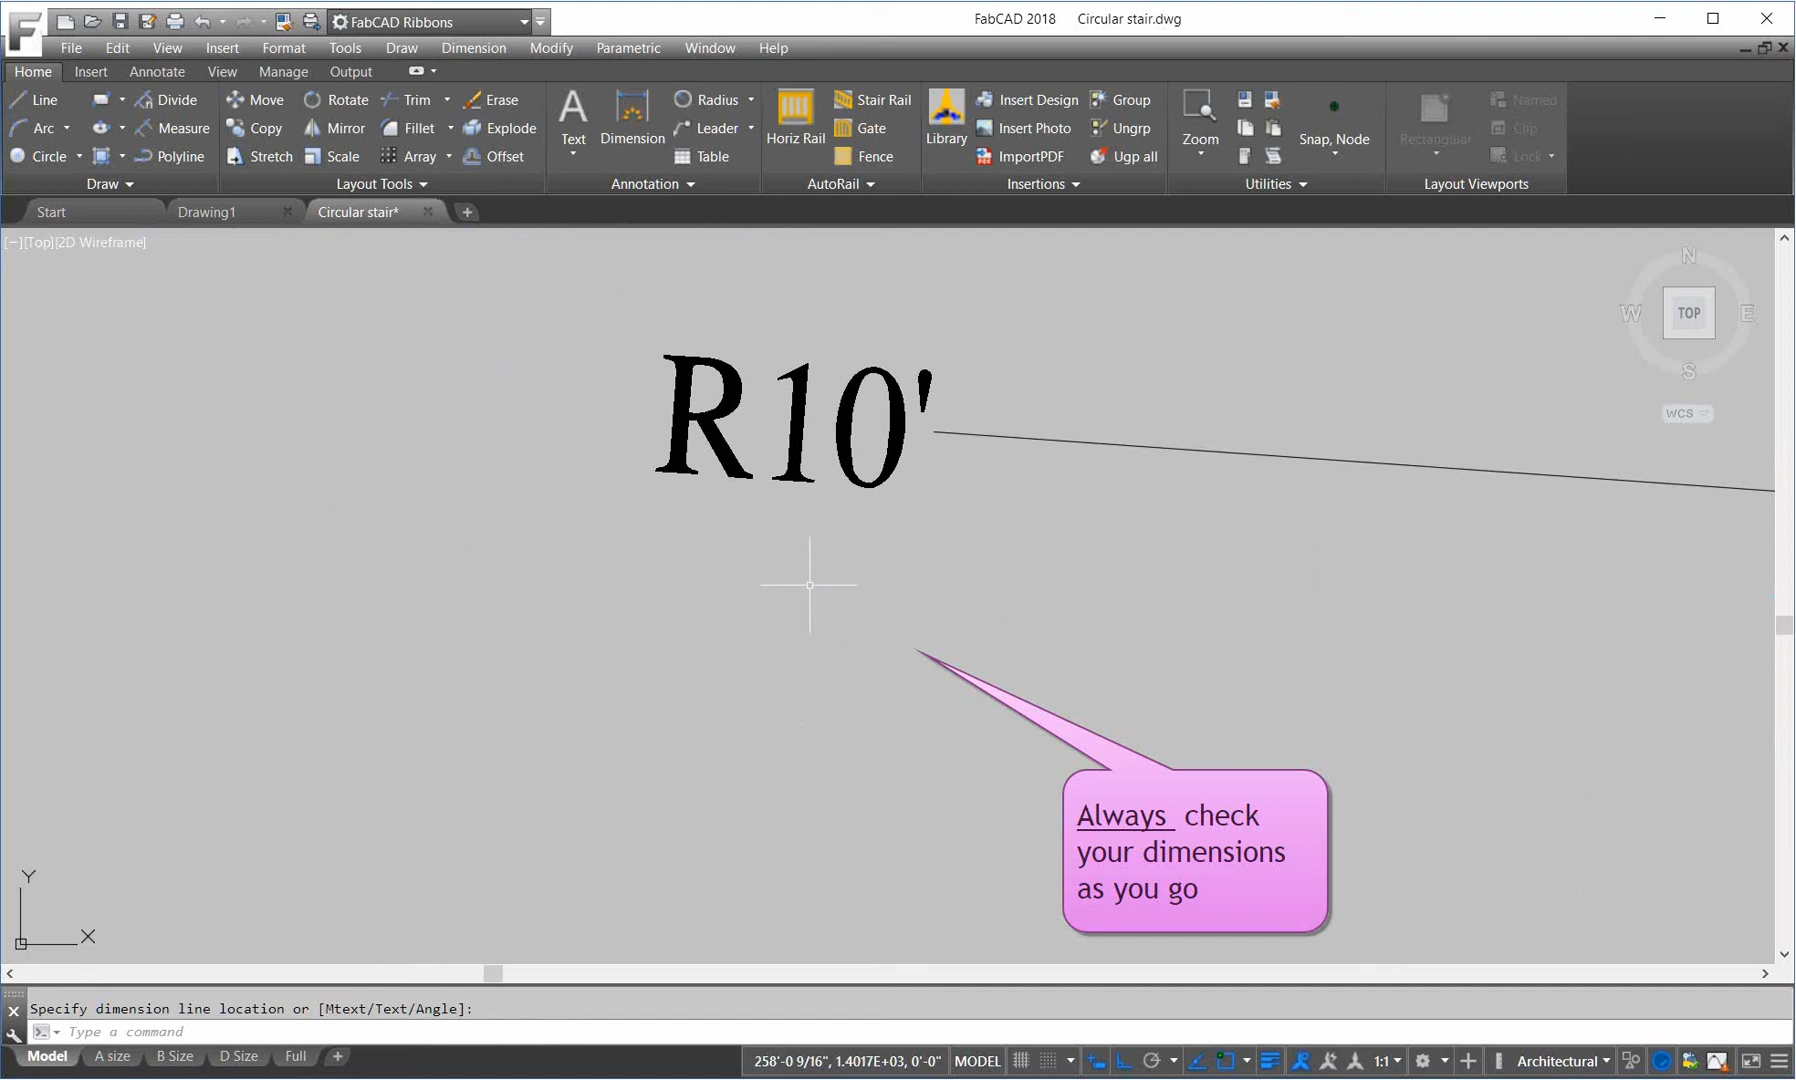 FabCAD Ribbons
FabCAD 2018 Circular stair.dwg
File Edit View Insert Format Tools Draw Dimension Modify Parametric Window Help
Home Insert Annotate View Manage Output
Line Divide Move Rotate Trim Erase Radius Stair Rail Insert Design Group Named
Arc Measure Copy Mirror Fillet Explode Text Dimension Leader Horiz Rail Gate Library Insert Photo Ungrp Zoom Snap, Node Rectangular Clip
Circle Polyline Stretch Scale Array Offset Table Fence ImportPDF Ugp all Lock
Draw Layout Tools Annotation AutoRail Insertions Utilities Layout Viewports
Start Drawing1 Circular stair* +
[−][Top][2D Wireframe]
N
W TOP E
S
WCS
R10'
Always check
your dimensions
as you go
Y
X
Specify dimension line location or [Mtext/Text/Angle]:
Type a command
Model A size B Size D Size Full +
258'-0 9/16", 1.4017E+03, 0'-0" MODEL 1:1 Architectural